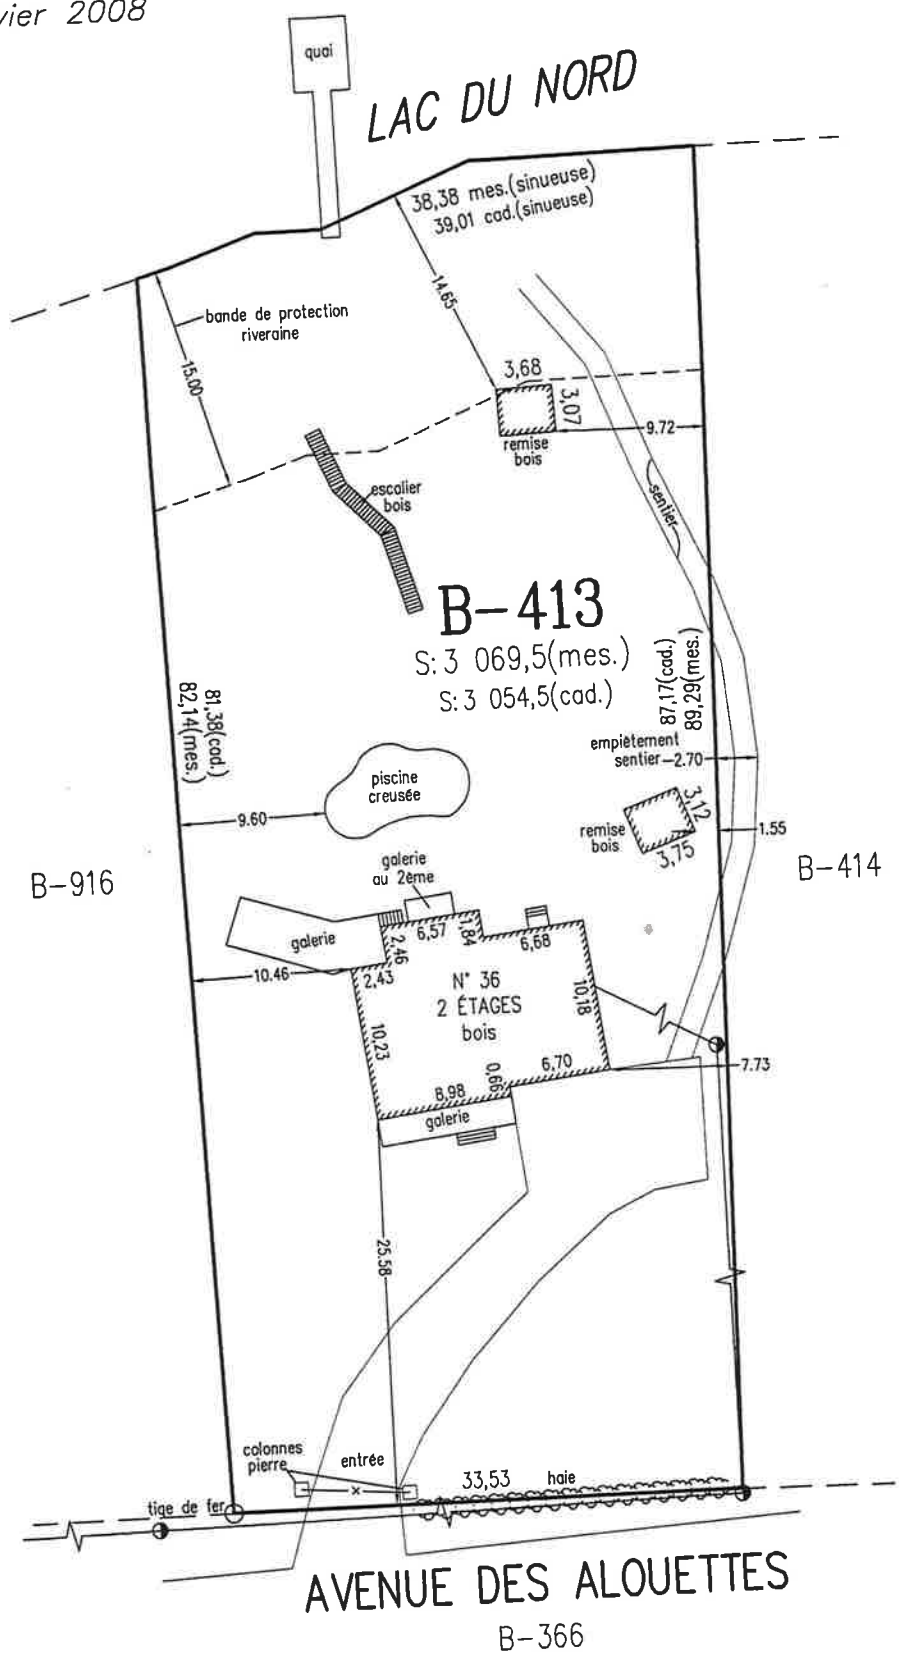 vier 2008
quai
LAC DU NORD
38,38 mes.(sinueuse)
39,01 cad.(sinueuse)
14.65
bande de protection
riveraine
15.00
3,68
3,07
9.72
remise
bois
escalier
bois
sentier
B-413
S: 3 069,5(mes.)
S: 3 054,5(cad.)
87,17(cad.)
89,29(mes.)
81,38(cad.)
82,14(mes.)
empiètement
sentier 2.70
piscine
creusée
9.60
3,12
3,75
remise
bois
1.55
B-916
B-414
galerie
au 2ème
galerie
6,57
1,84
2,46
6,68
10.46
2,43
N° 36
2 ÉTAGES
bois
10,18
10,23
0,66
6,70
7.73
8,98
galerie
25.58
colonnes
pierre
entrée
33,53
haie
tige de fer
AVENUE DES ALOUETTES
B-366